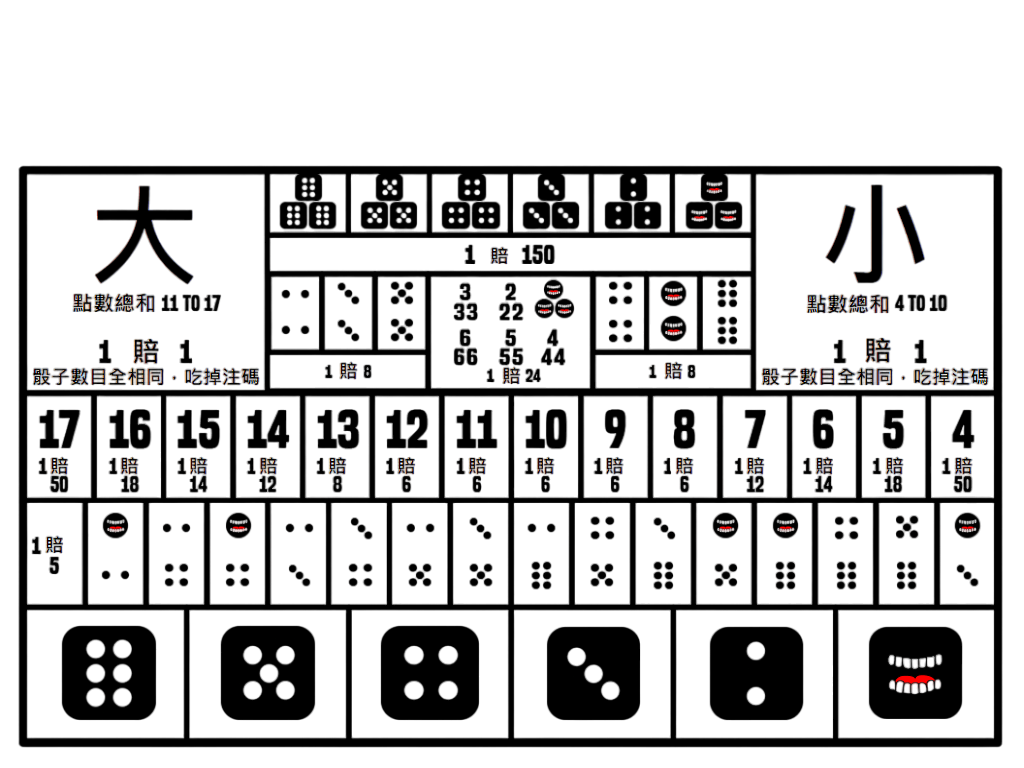 大
點數總和 11 TO 17
1 賠 1
骰子數目全相同．吃掉注碼
1 賠 150
3 2
33 22
6 5 4
66 55 44
1 賠 24
1 賠 8
1 賠 8
小
點數總和 4 TO 10
1 賠 1
骰子數目全相同．吃掉注碼
17 16 15 14 13 12 11 10 9 8 7 6 5 4
1賠 1賠 1賠 1賠 1賠 1賠 1賠 1賠 1賠 1賠 1賠 1賠 1賠 1賠
50 18 14 12 8 6 6 6 6 6 12 14 18 50
1賠
5